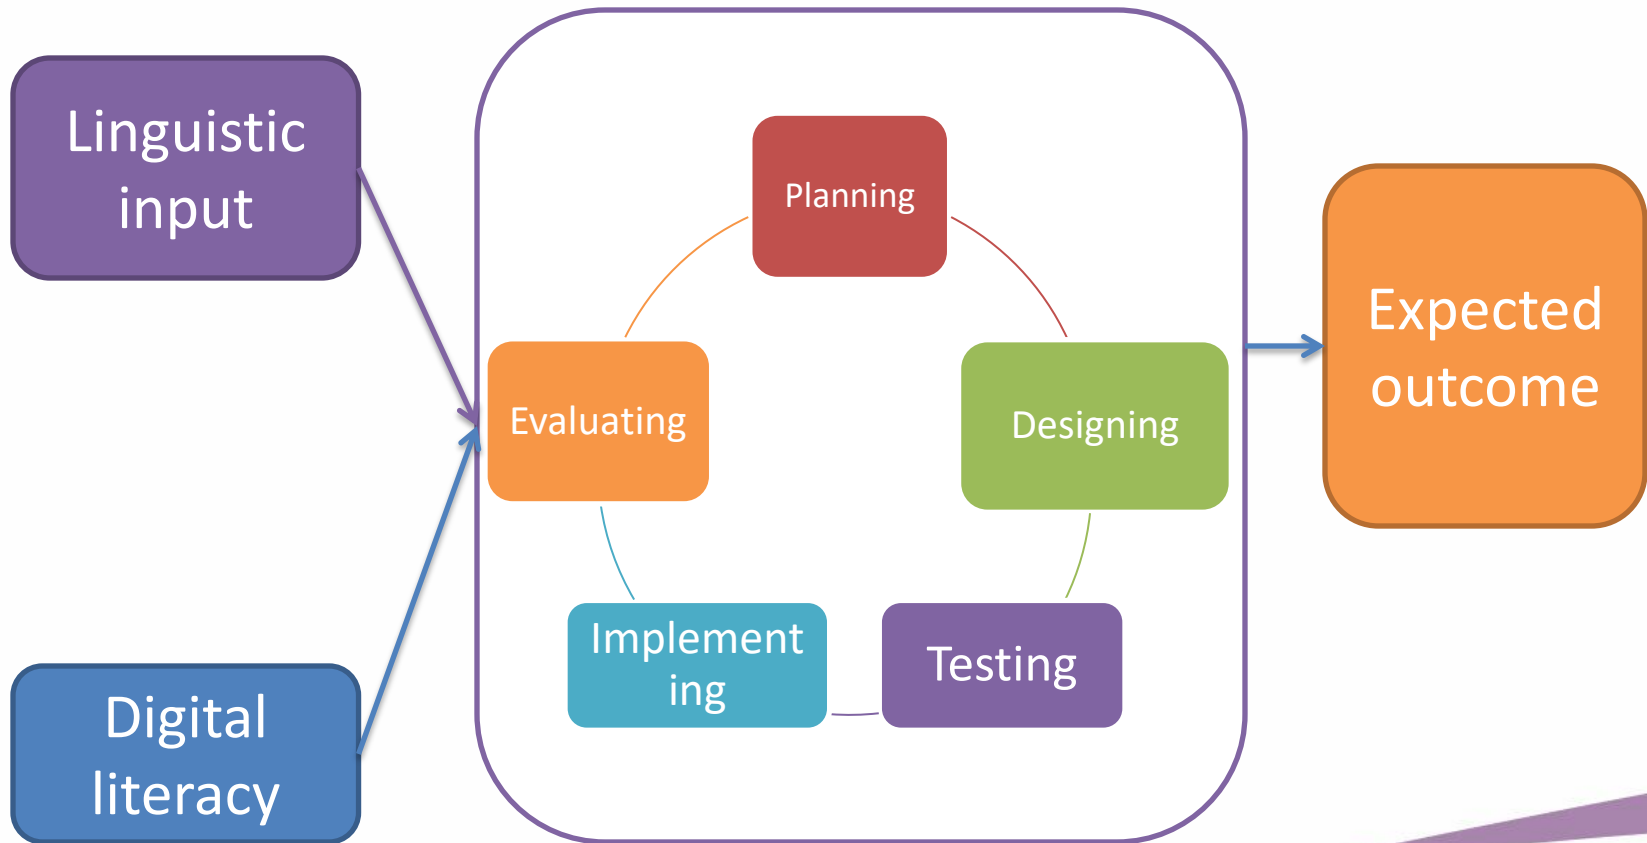 Linguistic
input
Digital
literacy
Planning
Designing
Testing
Implement
ing
Evaluating
Expected
outcome